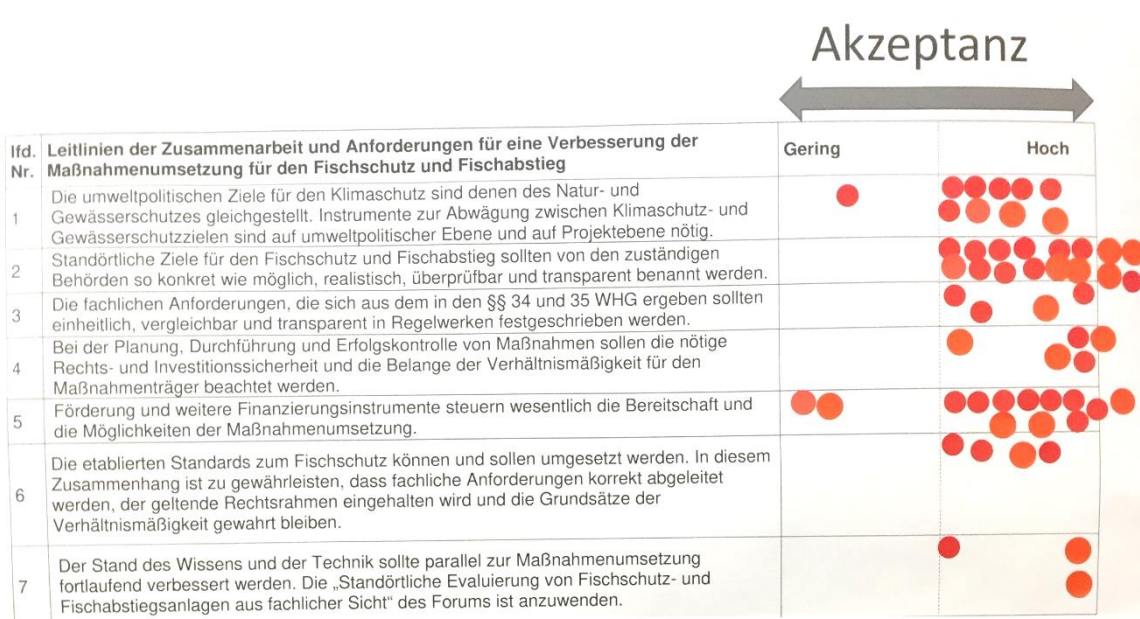 Akzeptanz
lfd. Nr.
Leitlinien der Zusammenarbeit und Anforderungen für eine Verbesserung der
Maßnahmenumsetzung für den Fischschutz und Fischabstieg
Gering
Hoch
1
Die umweltpolitischen Ziele für den Klimaschutz sind denen des Natur- und
Gewässerschutzes gleichgestellt. Instrumente zur Abwägung zwischen Klimaschutz- und
Gewässerschutzzielen sind auf umweltpolitischer Ebene und auf Projektebene nötig.
2
Standörtliche Ziele für den Fischschutz und Fischabstieg sollten von den zuständigen
Behörden so konkret wie möglich, realistisch, überprüfbar und transparent benannt werden.
3
Die fachlichen Anforderungen, die sich aus dem in den §§ 34 und 35 WHG ergeben sollten
einheitlich, vergleichbar und transparent in Regelwerken festgeschrieben werden.
4
Bei der Planung, Durchführung und Erfolgskontrolle von Maßnahmen sollen die nötige
Rechts- und Investitionssicherheit und die Belange der Verhältnismäßigkeit für den
Maßnahmenträger beachtet werden.
5
Förderung und weitere Finanzierungsinstrumente steuern wesentlich die Bereitschaft und
die Möglichkeiten der Maßnahmenumsetzung.
6
Die etablierten Standards zum Fischschutz können und sollen umgesetzt werden. In diesem
Zusammenhang ist zu gewährleisten, dass fachliche Anforderungen korrekt abgeleitet
werden, der geltende Rechtsrahmen eingehalten wird und die Grundsätze der
Verhältnismäßigkeit gewahrt bleiben.
7
Der Stand des Wissens und der Technik sollte parallel zur Maßnahmenumsetzung
fortlaufend verbessert werden. Die „Standörtliche Evaluierung von Fischschutz- und
Fischabstiegsanlagen aus fachlicher Sicht“ des Forums ist anzuwenden.